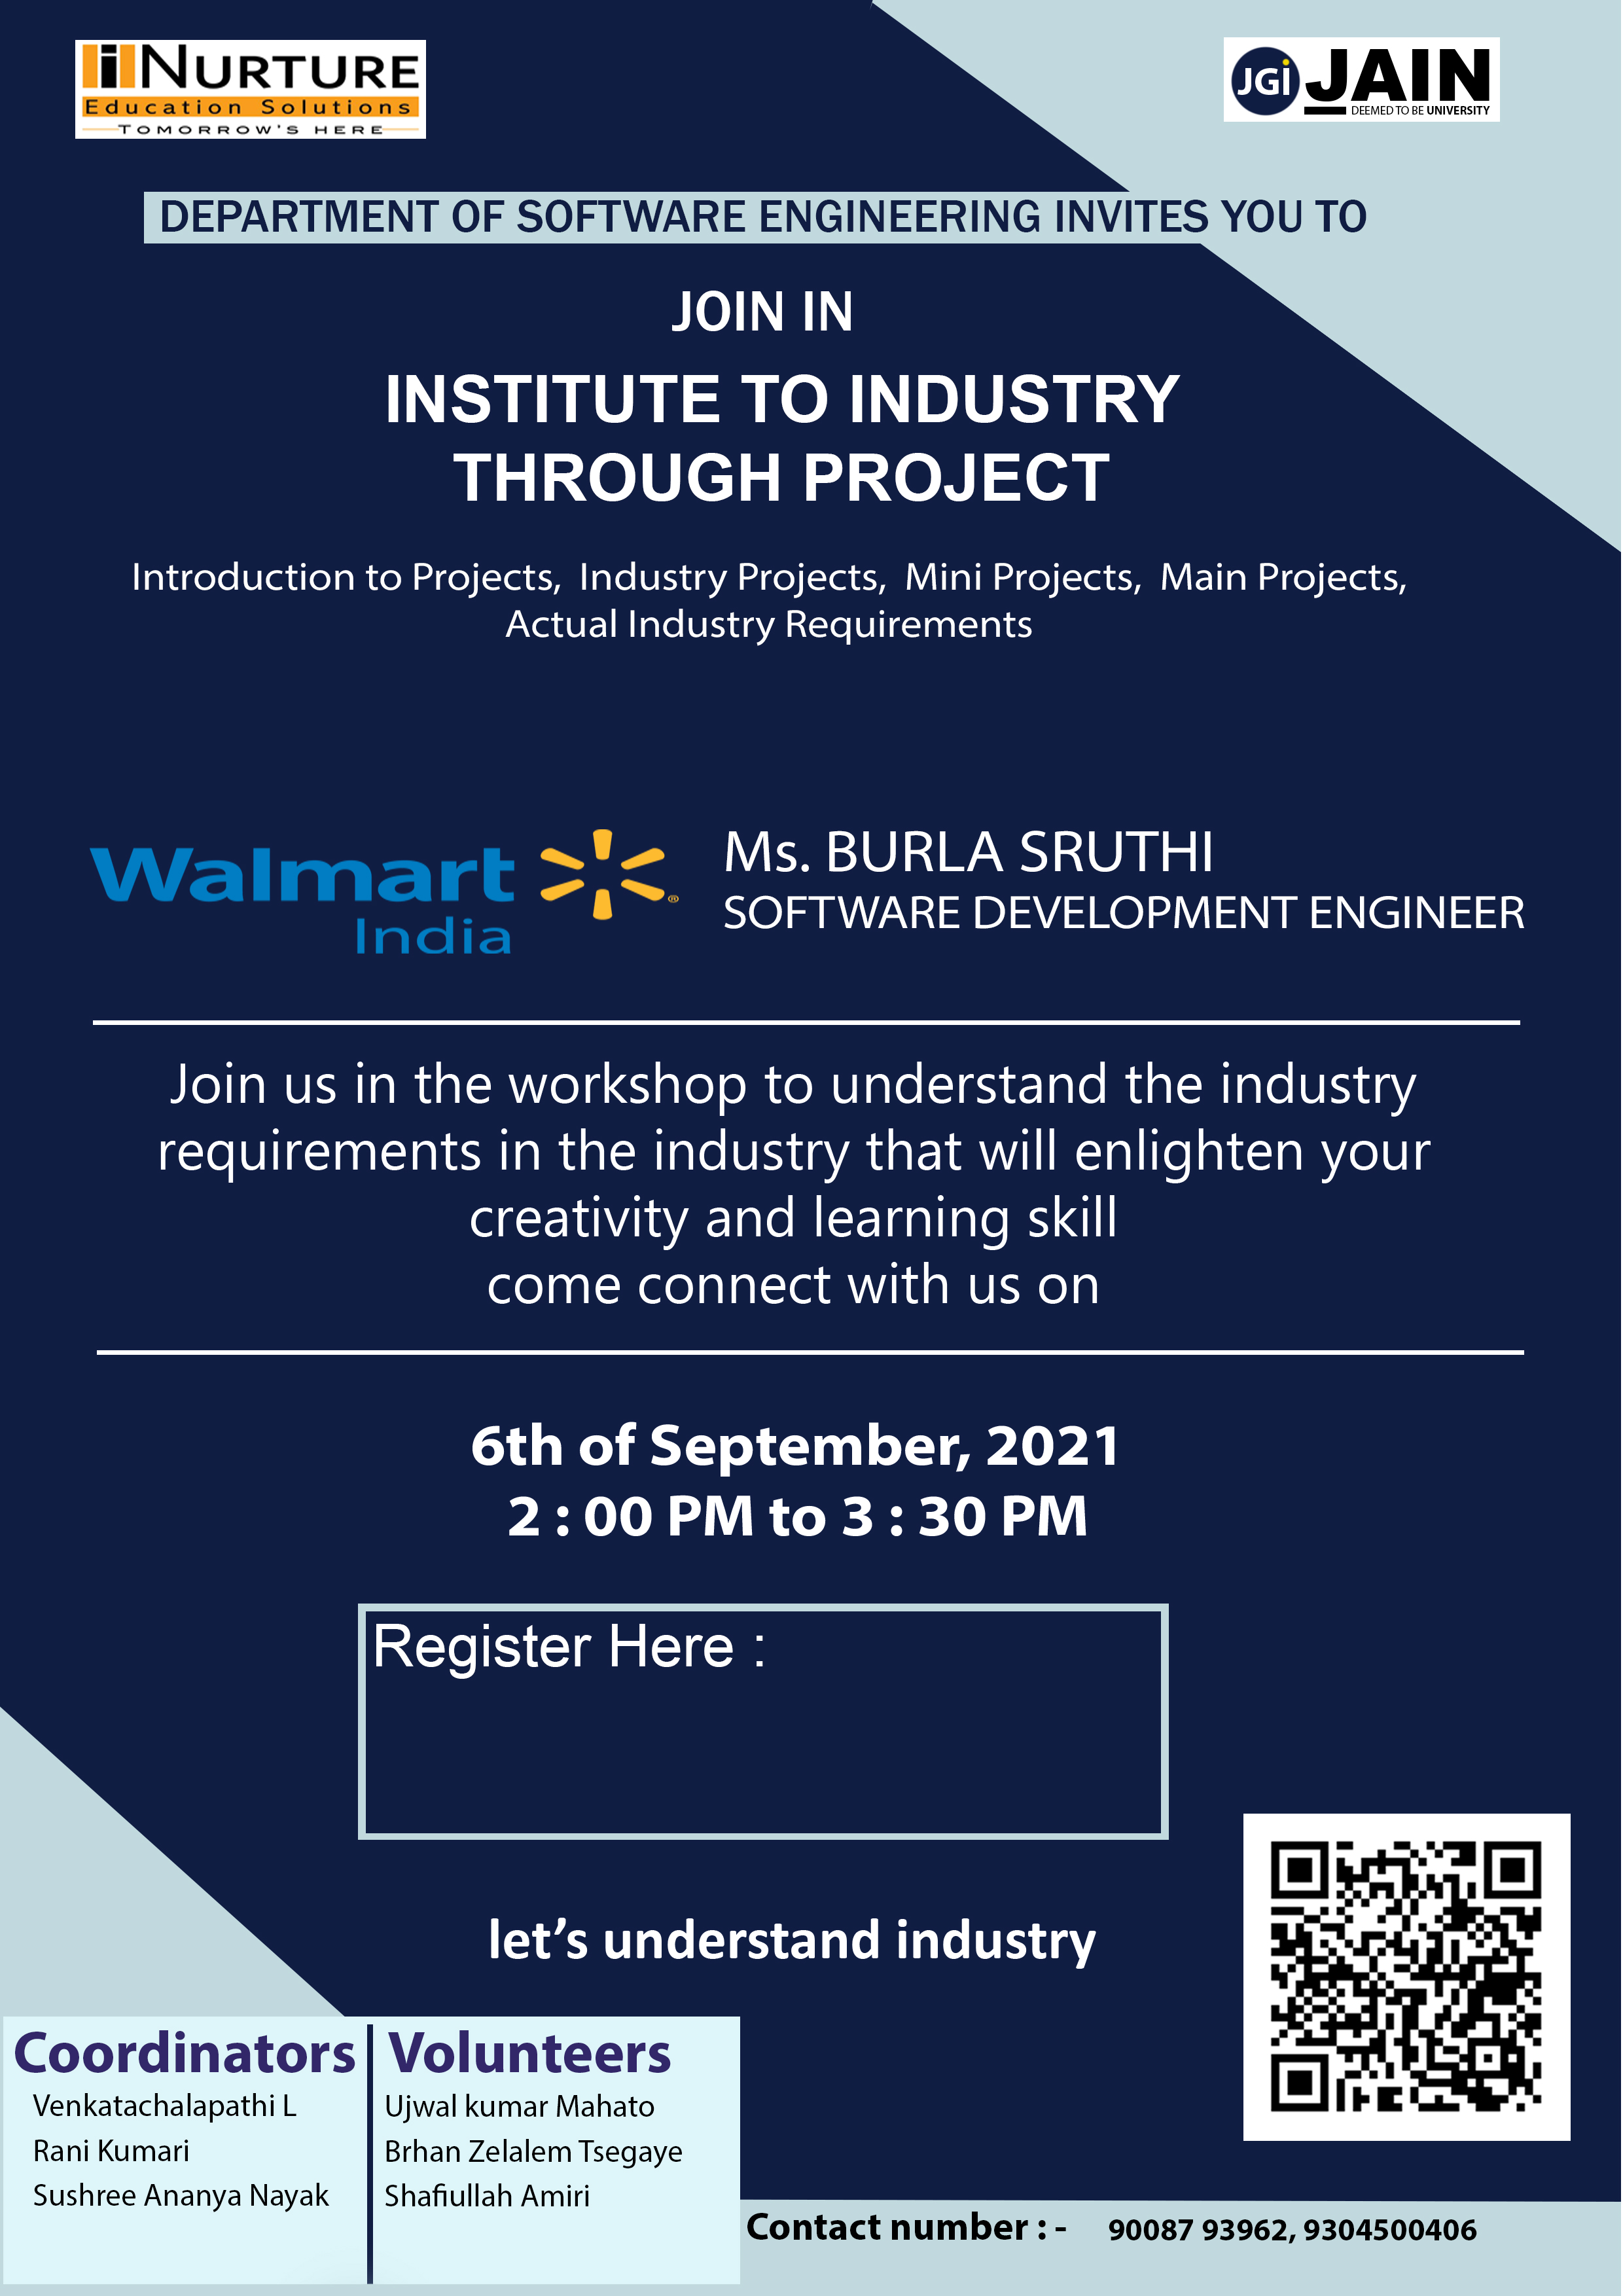 iNURTURE
Education Solutions
TOMORROW'S HERE
JGi JAIN
DEEMED TO BE UNIVERSITY
DEPARTMENT OF SOFTWARE ENGINEERING INVITES YOU TO
JOIN IN
INSTITUTE TO INDUSTRY
THROUGH PROJECT
Introduction to Projects, Industry Projects, Mini Projects, Main Projects,
Actual Industry Requirements
Walmart
India
Ms. BURLA SRUTHI
SOFTWARE DEVELOPMENT ENGINEER
Join us in the workshop to understand the industry
requirements in the industry that will enlighten your
creativity and learning skill
come connect with us on
6th of September, 2021
2 : 00 PM to 3 : 30 PM
Register Here :
let’s understand industry
Coordinators
Venkatachalapathi L
Rani Kumari
Sushree Ananya Nayak
Volunteers
Ujwal kumar Mahato
Brhan Zelalem Tsegaye
Shafiullah Amiri
Contact number : - 90087 93962, 9304500406